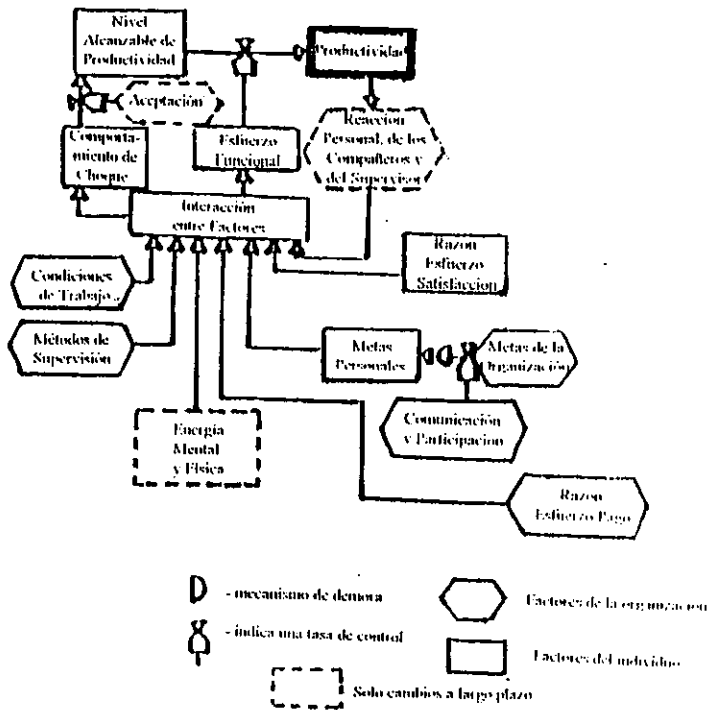 Nivel
Alcanzable de
Productividad
Productividad
Aceptación
Reacción
Personal, de los
Compañeros y
del Supervisor
Comporta-
miento de
Choque
Esfuerzo
Funcional
Interacción
entre Factores
Razon
Esfuerzo
Satisfaccion
Condiciones
de Trabajo
Métodos de
Supervisión
Metas
Personales
Metas de la
Organización
Comunicación
y Participacion
Energía
Mental
y Física
Razon
Esfuerzo Pago
- mecanismo de demora
Factores de la organizacion
- indica una tasa de control
Factores del individuo
Solo cambios a largo plazo